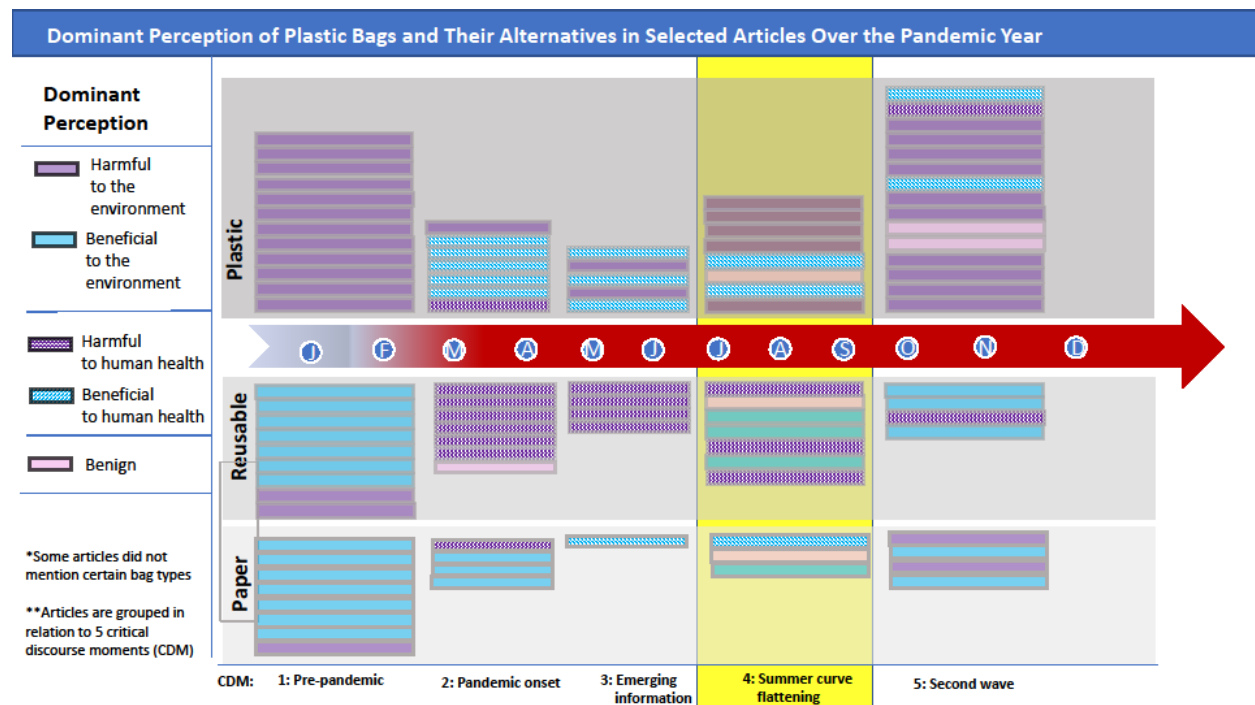 Dominant Perception of Plastic Bags and Their Alternatives in Selected Articles Over the Pandemic Year
Dominant
Perception
Harmful
to the
environment
Beneficial
to the
environment
Harmful
to human health
Beneficial
to human health
Benign
*Some articles did not
mention certain bag types
**Articles are grouped in
relation to 5 critical
discourse moments (CDM)
Plastic
J F M A M J J A S O N D
Reusable
Paper
CDM:
1: Pre-pandemic
2: Pandemic onset
3: Emerging
information
4: Summer curve
flattening
5: Second wave